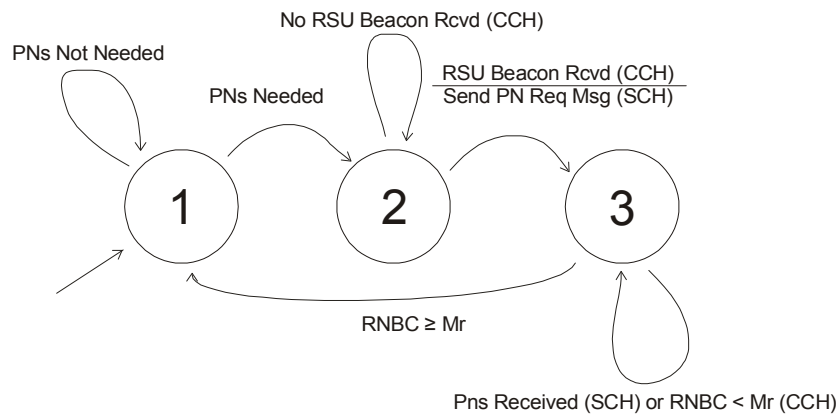 No RSU Beacon Rcvd (CCH)
PNs Not Needed
RSU Beacon Rcvd (CCH)
Send PN Req Msg (SCH)
PNs Needed
1
2
3
RNBC ≥ Mr
Pns Received (SCH) or RNBC < Mr (CCH)